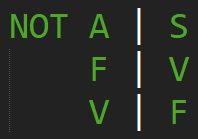 NOT A | S
F | V
V | F